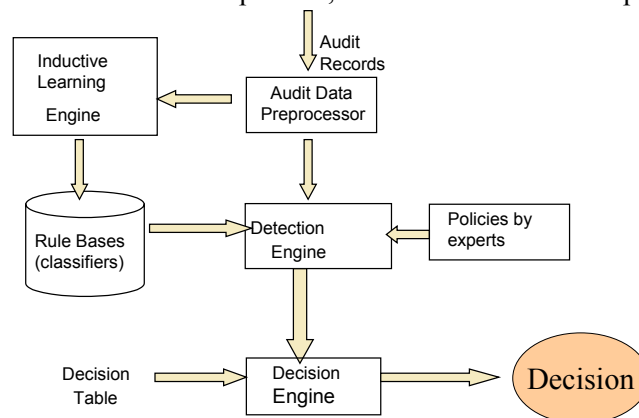 Audit
Records
Inductive
Learning
Engine
Audit Data
Preprocessor
Rule Bases
(classifiers)
Detection
Engine
Policies by
experts
Decision
Table
Decision
Engine
Decision